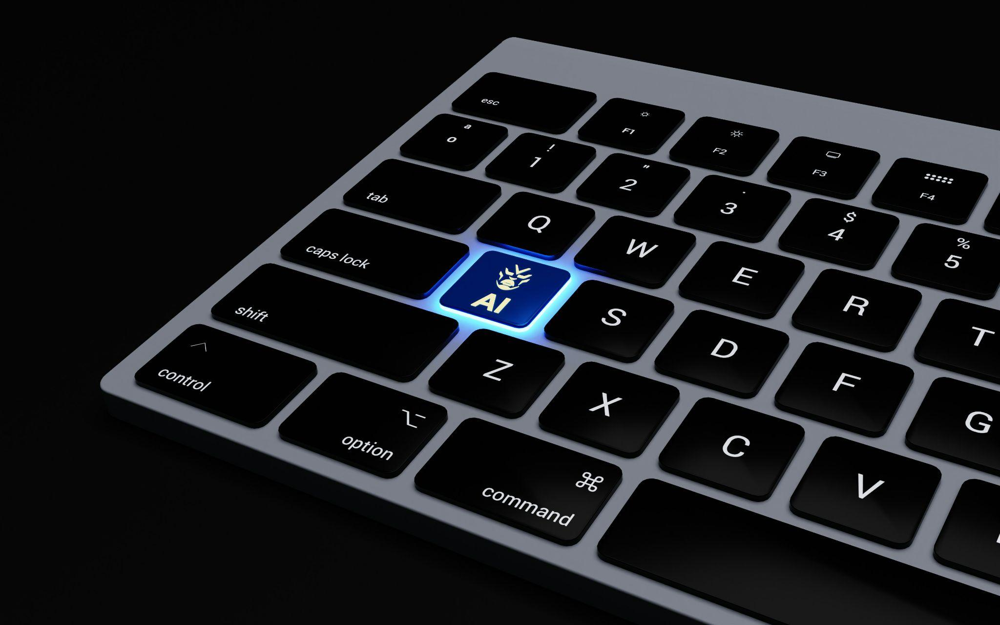 esc
F1
F2
F3
F4
a
o
!
1
"
2
·
3
$
4
%
5
tab
Q
W
E
R
T
caps lock
AI
S
D
F
G
shift
Z
X
C
V
control
option
⌥
command
⌘